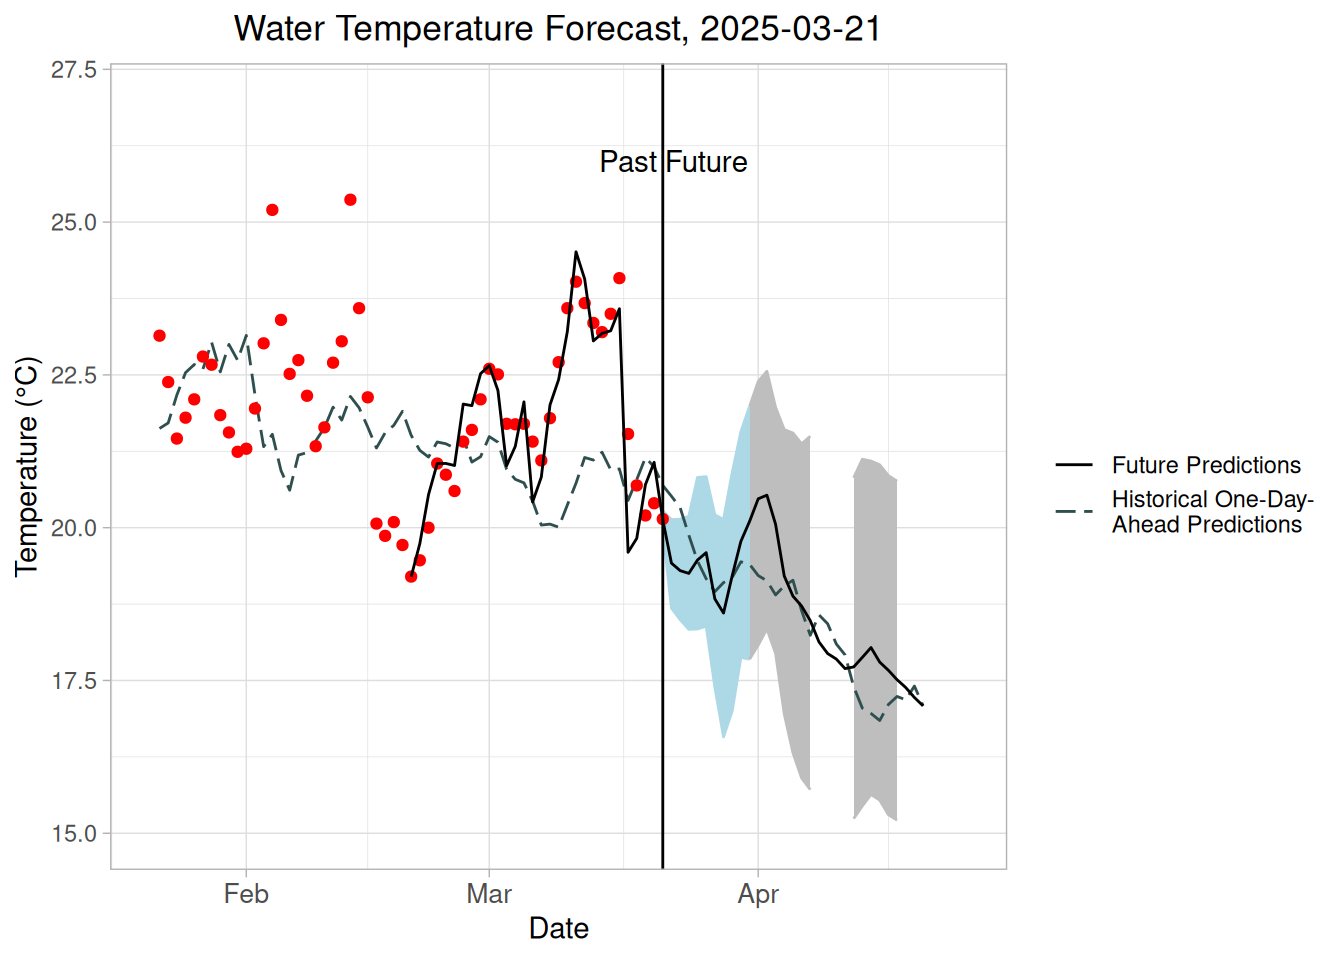 Water Temperature Forecast, 2025-03-21
27.5
25.0
22.5
20.0
17.5
15.0
Temperature (°C)
Past Future
Feb
Mar
Apr
Date
Future Predictions
Historical One-Day-
Ahead Predictions